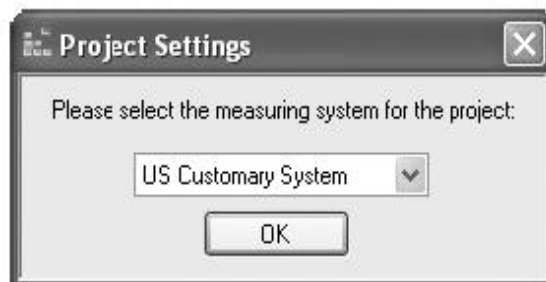 Project Settings
Please select the measuring system for the project:
US Customary System
OK